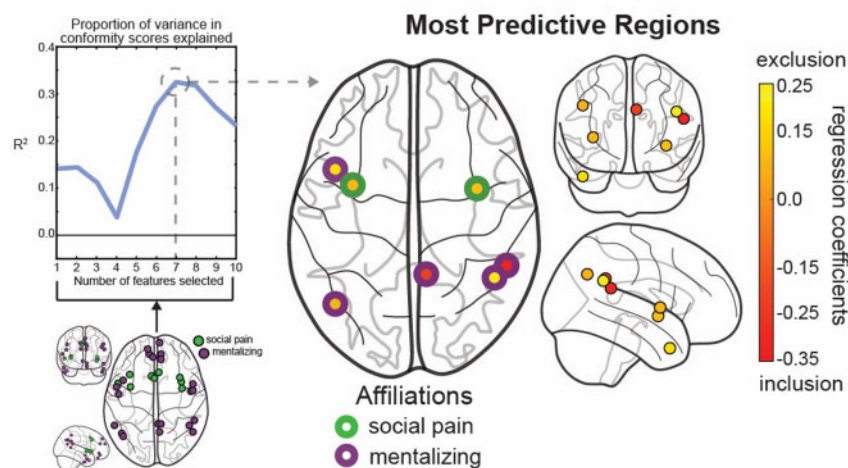 Proportion of variance in
conformity scores explained
0.4
0.3
R²
0.2
0.1
0.0
1 2 3 4 5 6 7 8 9 10
Number of features selected
social pain
mentalizing
Most Predictive Regions
Affiliations
social pain
mentalizing
exclusion
0.25
0.15
0.0
-0.15
-0.35
inclusion
regression coefficients